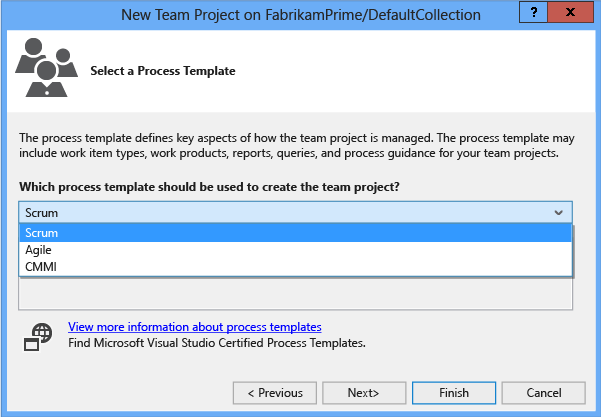 New Team Project on FabrikamPrime/DefaultCollection
? x
Select a Process Template
The process template defines key aspects of how the team project is managed. The process template may
include work item types, work products, reports, queries, and process guidance for your team projects.
Which process template should be used to create the team project?
Scrum
Scrum
Agile
CMMI
View more information about process templates
Find Microsoft Visual Studio Certified Process Templates.
< Previous Next> Finish Cancel